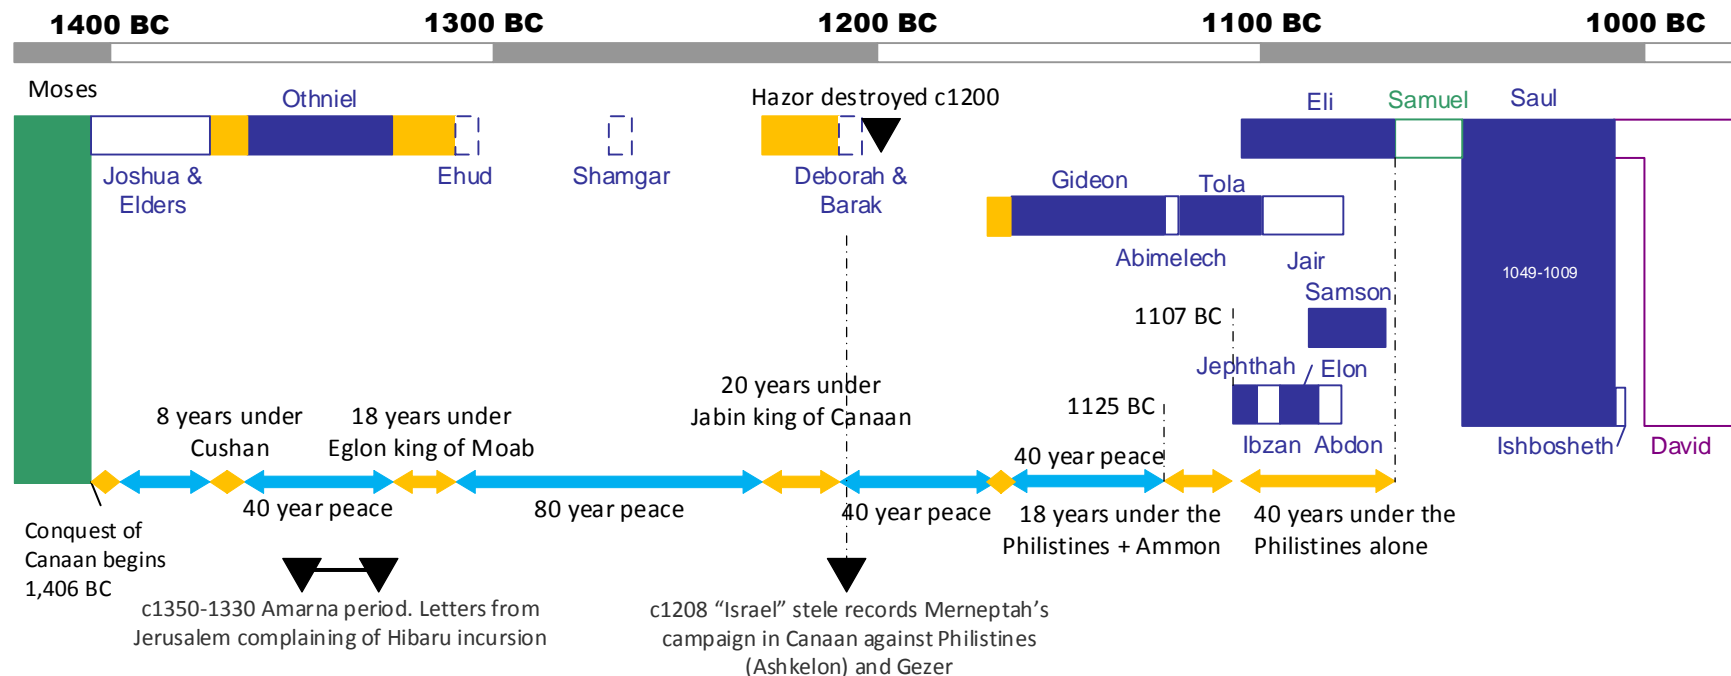 1400 BC
1300 BC
1200 BC
1100 BC
1000 BC
Moses
Othniel
Hazor destroyed c1200
Eli
Samuel
Saul
Joshua &
Elders
Ehud
Shamgar
Deborah &
Barak
Gideon
Tola
Abimelech
Jair
1049-1009
Samson
1107 BC
Jephthah
Elon
20 years under
Jabin king of Canaan
8 years under
Cushan
18 years under
Eglon king of Moab
1125 BC
Ibzan
Abdon
Ishbosheth
David
40 year peace
40 year peace
80 year peace
40 year peace
18 years under the
Philistines + Ammon
40 years under the
Philistines alone
Conquest of
Canaan begins
1,406 BC
c1350-1330 Amarna period. Letters from
Jerusalem complaining of Hibaru incursion
c1208 “Israel” stele records Merneptah’s
campaign in Canaan against Philistines
(Ashkelon) and Gezer